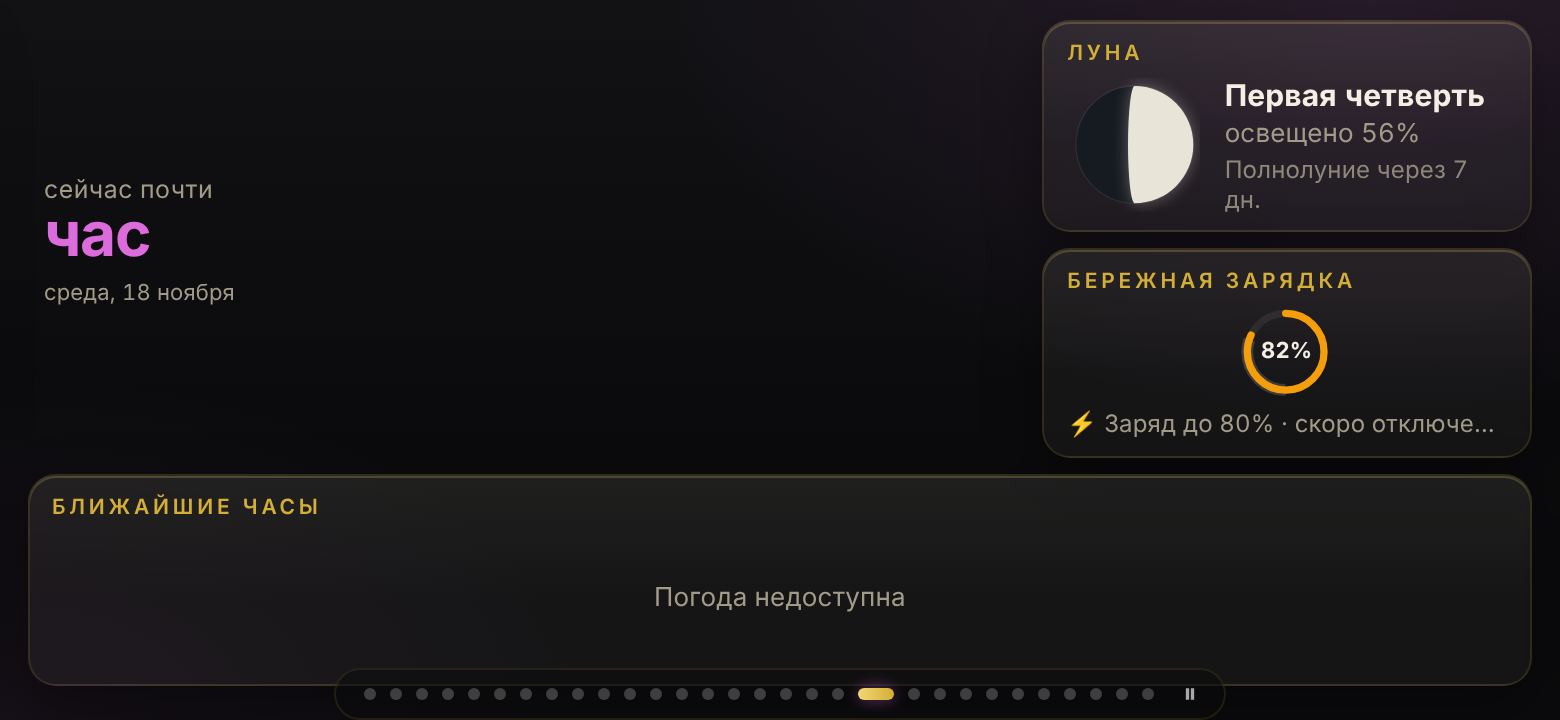 сейчас почти
час
среда, 18 ноября
ЛУНА
Первая четверть
освещено 56%
Полнолуние через 7
дн.
БЕРЕЖНАЯ ЗАРЯДКА
82%
⚡ Заряд до 80% · скоро отключе...
БЛИЖАЙШИЕ ЧАСЫ
Погода недоступна